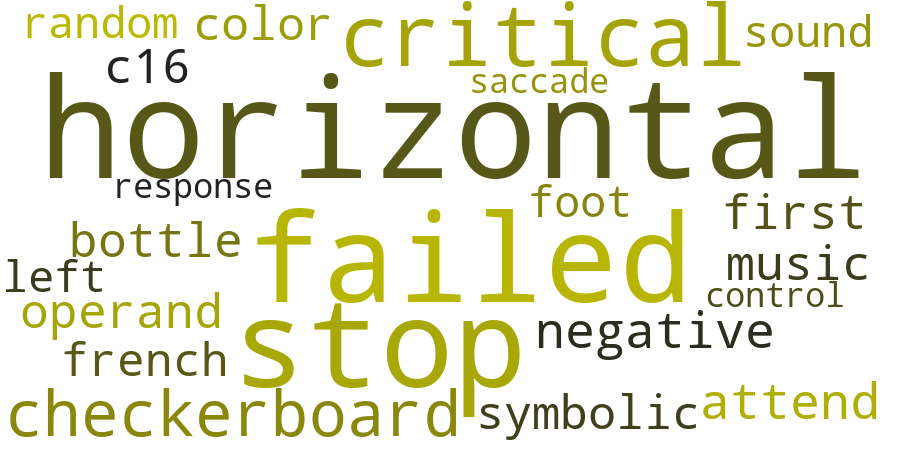 random color critical sound
c16 saccade
horizontal
response foot first
bottle failed music
left control
operand stop negative
french
checkerboard symbolic attend